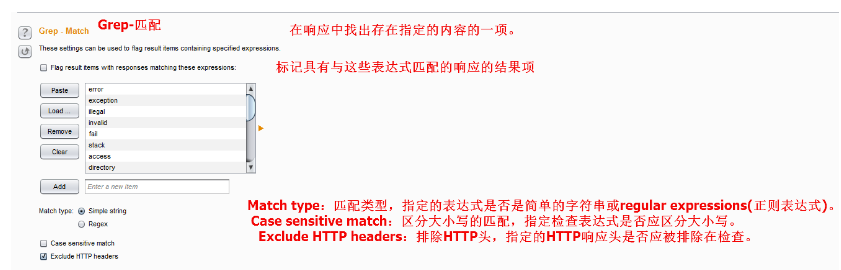 Grep - Match
Grep-匹配
在响应中找出存在指定的内容的一项。
These settings can be used to flag result items containing specified expressions.
Flag result items with responses matching these expressions:
标记具有与这些表达式匹配的响应的结果项
Paste
Load ...
Remove
Clear
error
exception
illegal
invalid
fail
stack
access
directory
Add
Enter a new item
Match type:
Simple string
Regex
Match type：匹配类型，指定的表达式是否是简单的字符串或regular expressions(正则表达式)。
Case sensitive match：区分大小写的匹配，指定检查表达式是否应区分大小写。
Exclude HTTP headers：排除HTTP头，指定的HTTP响应头是否应被排除在检查。
Case sensitive match
Exclude HTTP headers